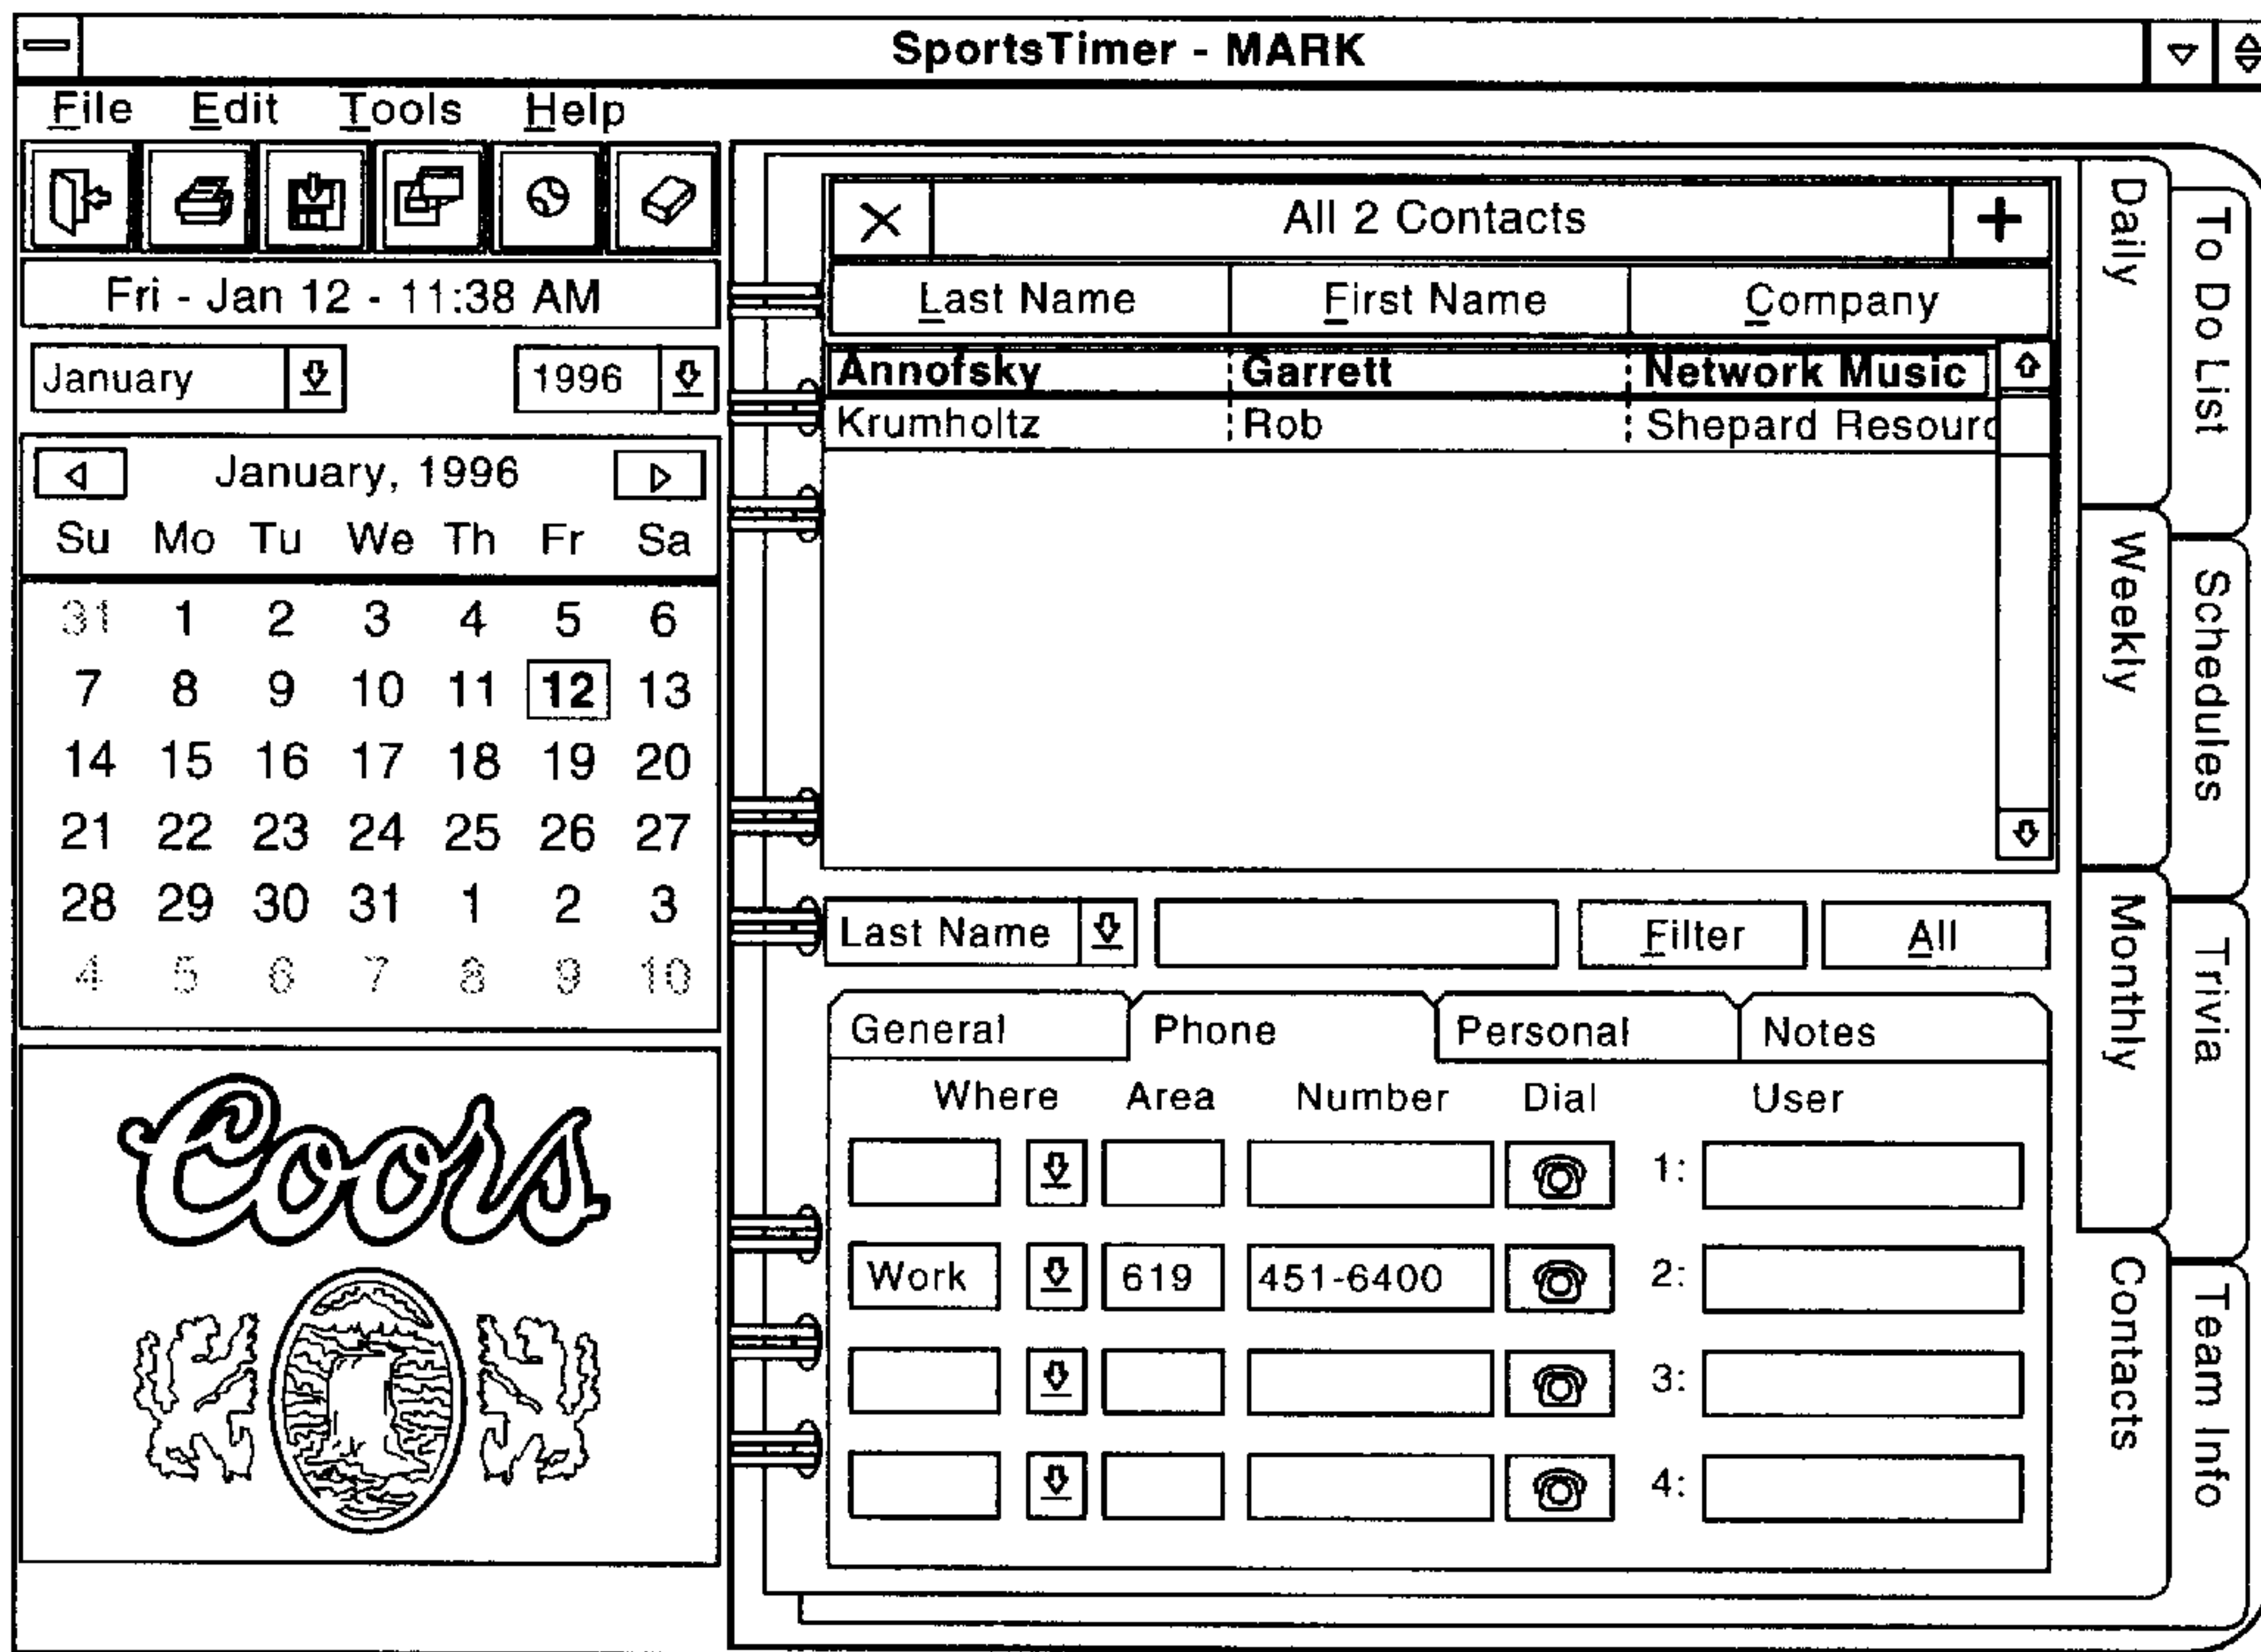 SportsTimer - MARK
File Edit Tools Help
Fri - Jan 12 - 11:38 AM
January 1996
January, 1996
Su Mo Tu We Th Fr Sa
31 1 2 3 4 5 6
7 8 9 10 11 12 13
14 15 16 17 18 19 20
21 22 23 24 25 26 27
28 29 30 31 1 2 3
4 5 6 7 8 9 10
Coors
All 2 Contacts
Last Name First Name Company
Annofsky Garrett Network Music
Krumholtz Rob Shepard Resourc
Last Name Filter All
General Phone Personal Notes
Where Area Number Dial User
1:
Work 619 451-6400 2:
3:
4:
Daily
Weekly
Monthly
Contacts
To Do List
Schedules
Trivia
Team Info